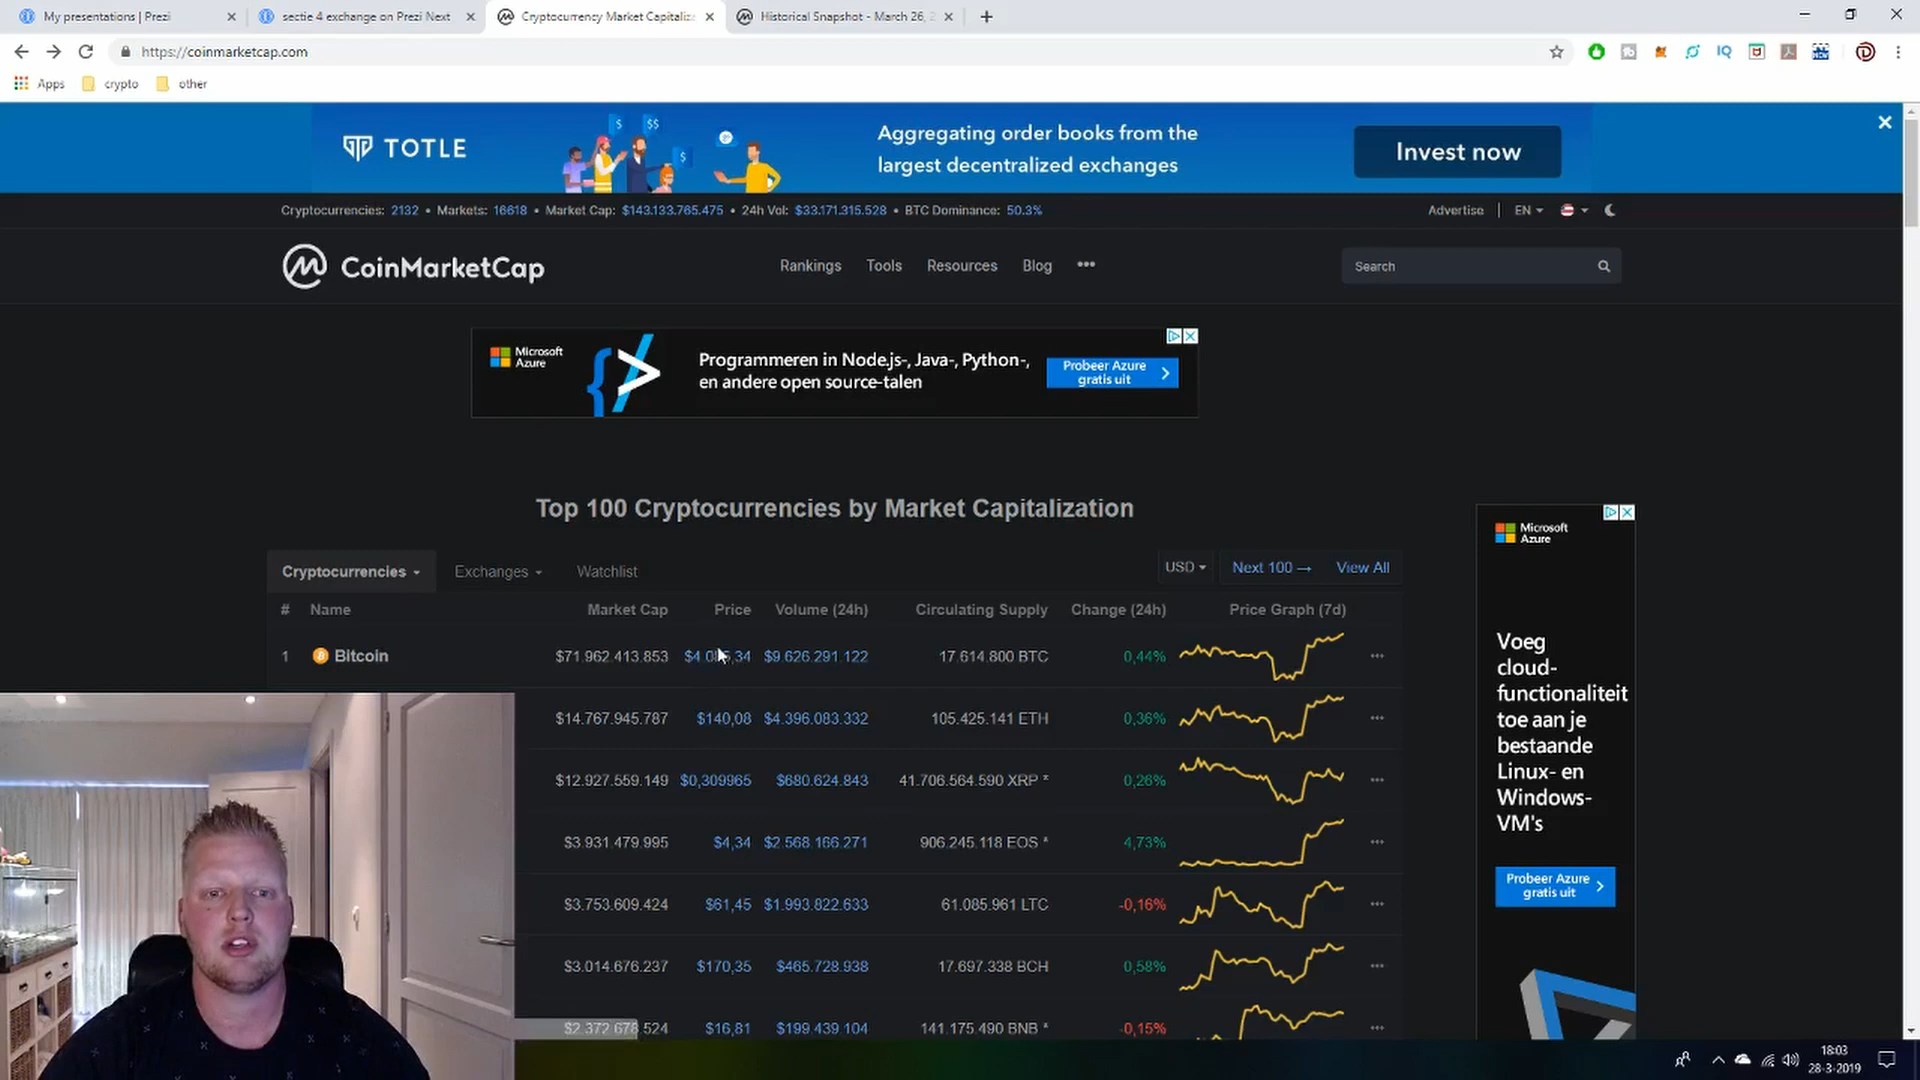 My presentations | Prezi
sectie 4 exchange on Prezi Next
Cryptocurrency Market Capitaliz
Historical Snapshot - March 26, 2
https://coinmarketcap.com
Apps
crypto
other
TOTLE
Aggregating order books from the
largest decentralized exchanges
Invest now
Cryptocurrencies: 2132 • Markets: 16618 • Market Cap: $143.133.765.475 • 24h Vol: $33.171.315.528 • BTC Dominance: 50.3%
Advertise
EN
CoinMarketCap
Rankings
Tools
Resources
Blog
Search
Microsoft
Azure
Programmeren in Node.js-, Java-, Python-,
en andere open source-talen
Probeer Azure
gratis uit
Top 100 Cryptocurrencies by Market Capitalization
Cryptocurrencies
Exchanges
Watchlist
USD
Next 100 →
View All
# Name Market Cap Price Volume (24h) Circulating Supply Change (24h) Price Graph (7d)
1 Bitcoin $71.962.413.853 $9.626.291.122 17.614.800 BTC 0,44%
$14.767.945.787 $140,08 $4.396.083.332 105.425.141 ETH 0,36%
$12.927.559.149 $0,309965 $680.624.843 41.706.564.590 XRP * 0,26%
$3.931.479.995 $4,34 $2.568.166.271 906.245.118 EOS * 4,73%
$3.753.609.424 $61,45 $1.993.822.633 61.085.961 LTC -0,16%
$3.014.676.237 $170,35 $465.728.938 17.697.338 BCH 0,58%
$2.372.678.524 $16,81 $199.439.104 141.175.490 BNB * -0,15%
Microsoft
Azure
Voeg
cloud-
functionaliteit
toe aan je
bestaande
Linux- en
Windows-
VM's
Probeer Azure
gratis uit
18:03
28-3-2019